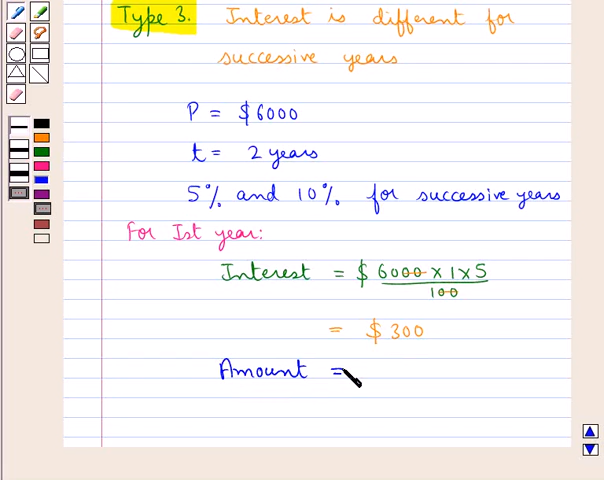 Type 3. Interest is different for
successive years
P = $6000
t = 2 years
5% and 10% for successive years
For Ist year:
Interest = $ 6000 x 1 x 5
100
= $ 300
Amount =